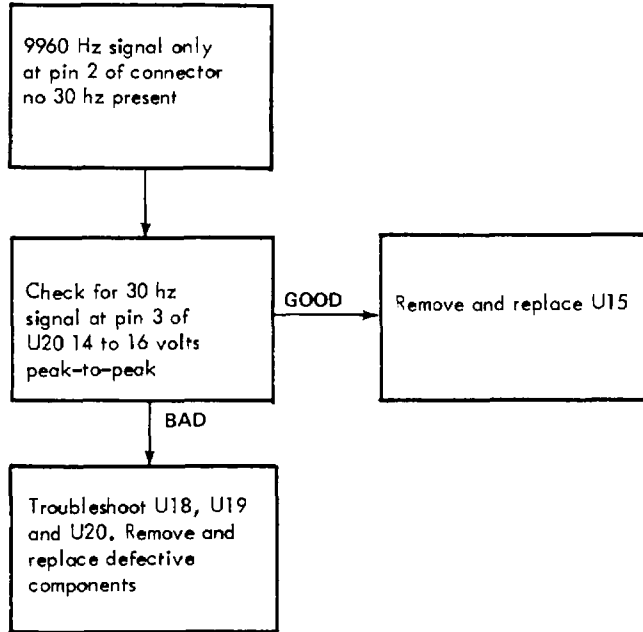 9960 Hz signal only
at pin 2 of connector
no 30 hz present
Check for 30 hz
signal at pin 3 of
U20 14 to 16 volts
peak-to-peak
GOOD
Remove and replace U15
BAD
Troubleshoot U18, U19
and U20. Remove and
replace defective
components